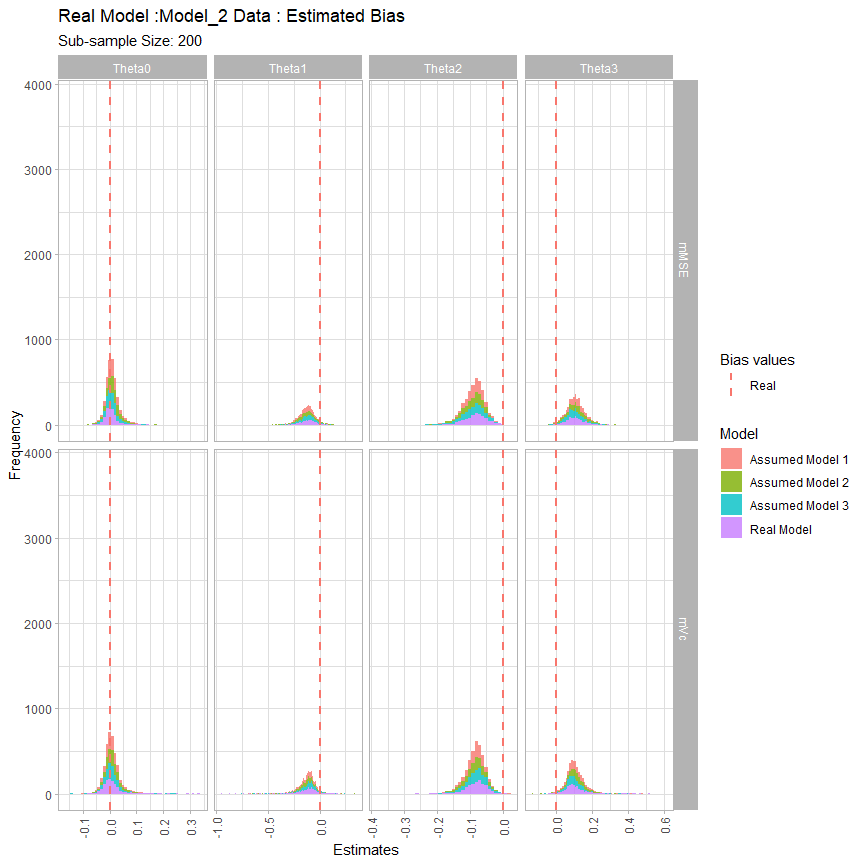 Real Model :Model_2 Data : Estimated Bias
Sub-sample Size: 200
Theta0
Theta1
Theta2
Theta3
4000
3000
2000
1000
0
mMSE
4000
3000
2000
1000
0
mVc
Frequency
-0.1
0.0
0.1
0.2
0.3
-1.0
-0.5
0.0
-0.4
-0.3
-0.2
-0.1
0.0
0.0
0.2
0.4
0.6
Estimates
Bias values
Real
Model
Assumed Model 1
Assumed Model 2
Assumed Model 3
Real Model